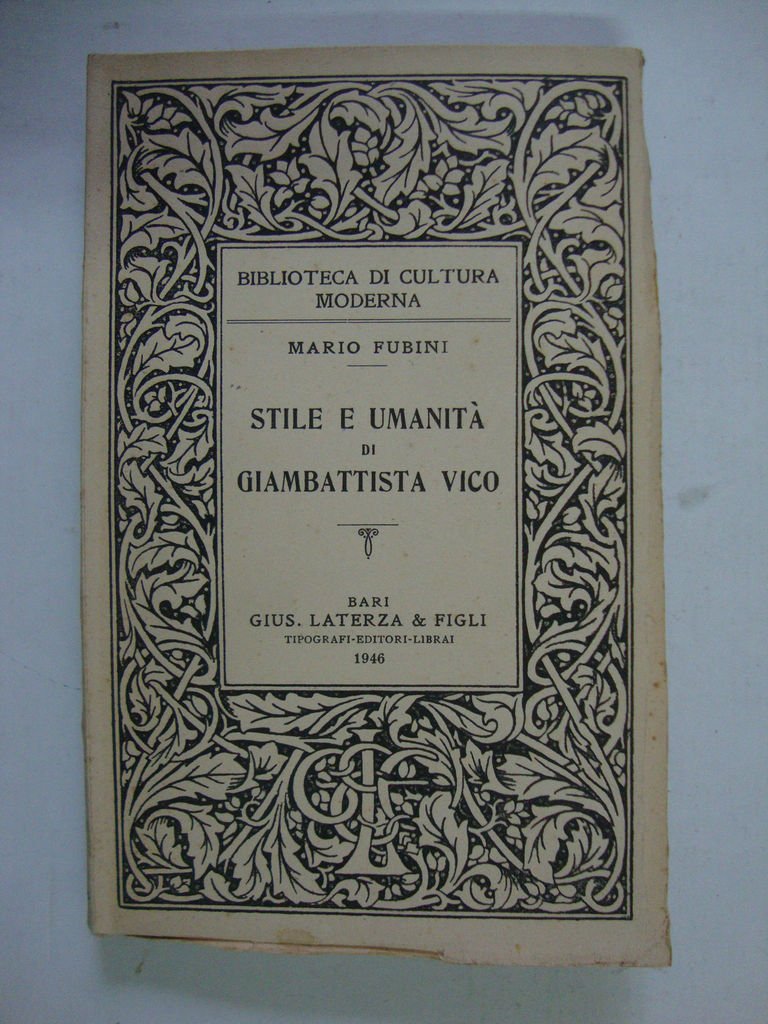 BIBLIOTECA DI CULTURA
MODERNA
MARIO FUBINI
STILE E UMANITÀ
DI
GIAMBATTISTA VICO
BARI
GIUS. LATERZA & FIGLI
TIPOGRAFI-EDITORI-LIBRAI
1946